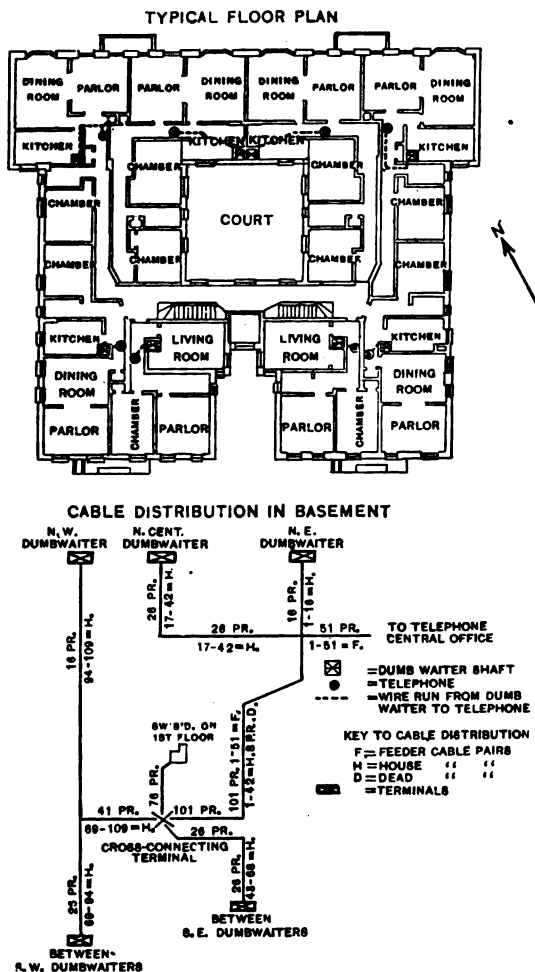 TYPICAL FLOOR PLAN
DINING ROOM
PARLOR
PARLOR
DINING ROOM
DINING ROOM
PARLOR
PARLOR
DINING ROOM
KITCHEN
KITCHEN
KITCHEN
KITCHEN
CHAMBER
CHAMBER
CHAMBER
CHAMBER
COURT
N
CHAMBER
CHAMBER
CHAMBER
CHAMBER
KITCHEN
LIVING ROOM
LIVING ROOM
KITCHEN
DINING ROOM
DINING ROOM
PARLOR
CHAMBER
PARLOR
PARLOR
CHAMBER
PARLOR
CABLE DISTRIBUTION IN BASEMENT
N.W. DUMBWAITER
N.CENT. DUMBWAITER
N.E. DUMBWAITER
16 PR.
94-109=H.
26 PR.
17-42=H.
16 PR.
1-16=H.
26 PR.
17-42=H.
51 PR.
1-51=F.
TO TELEPHONE
CENTRAL OFFICE
=DUMB WAITER SHAFT
=TELEPHONE
=WIRE RUN FROM DUMB
WAITER TO TELEPHONE
KEY TO CABLE DISTRIBUTION
F=FEEDER CABLE PAIRS
H=HOUSE " "
D=DEAD " "
=TERMINALS
SW'B'D. ON
1ST FLOOR
76 PR.
101 PR. 1-51=F.
1-42=H. 8 PR. D.
41 PR.
69-109=H.
101 PR.
26 PR.
CROSS-CONNECTING
TERMINAL
25 PR.
26 PR.
43-68=H.
BETWEEN
S.W. DUMBWAITERS
BETWEEN
S.E. DUMBWAITERS